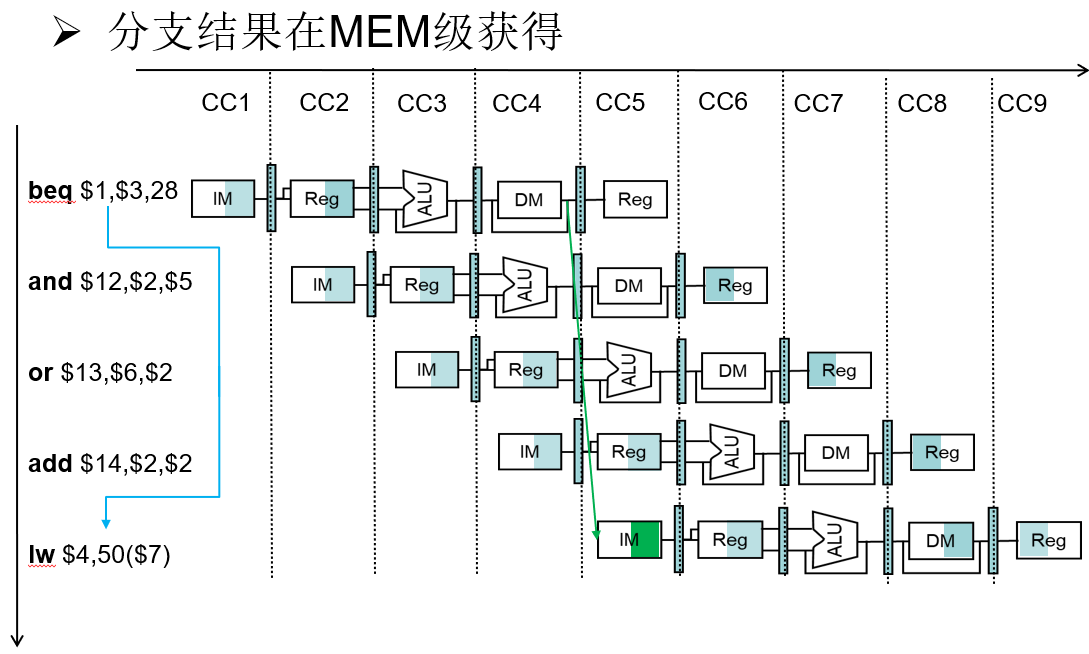 ➢ 分支结果在MEM级获得
CC1 CC2 CC3 CC4 CC5 CC6 CC7 CC8 CC9
beq $1,$3,28 IM Reg ALU DM Reg
and $12,$2,$5 IM Reg ALU DM Reg
or $13,$6,$2 IM Reg ALU DM Reg
add $14,$2,$2 IM Reg ALU DM Reg
lw $4,50($7) IM Reg ALU DM Reg